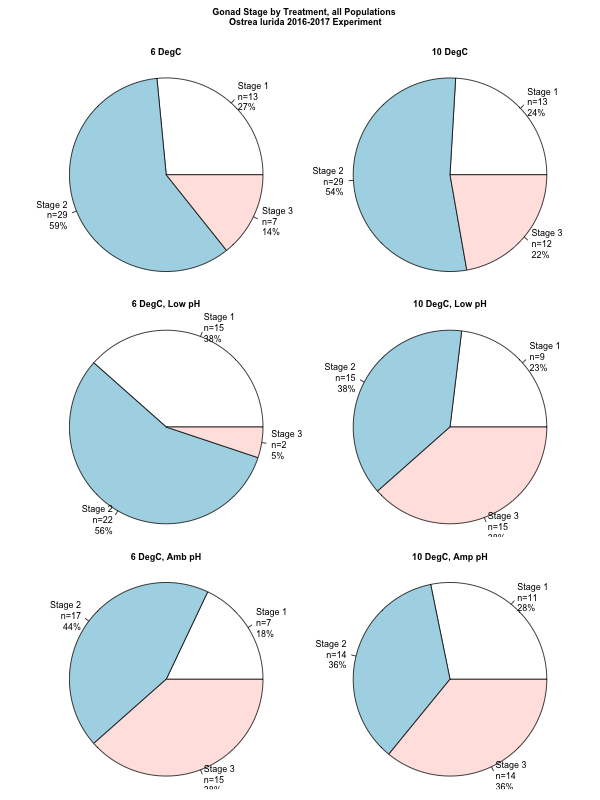 Gonad Stage by Treatment, all Populations
Ostrea lurida 2016-2017 Experiment
6 DegC
Stage 1
n=13
27%
Stage 2
n=29
59%
Stage 3
n=7
14%
10 DegC
Stage 1
n=13
24%
Stage 2
n=29
54%
Stage 3
n=12
22%
6 DegC, Low pH
Stage 1
n=15
38%
Stage 2
n=22
56%
Stage 3
n=2
5%
10 DegC, Low pH
Stage 1
n=9
23%
Stage 2
n=15
38%
Stage 3
n=15
38%
6 DegC, Amb pH
Stage 1
n=7
18%
Stage 2
n=17
44%
Stage 3
n=15
38%
10 DegC, Amp pH
Stage 1
n=11
28%
Stage 2
n=14
36%
Stage 3
n=14
36%